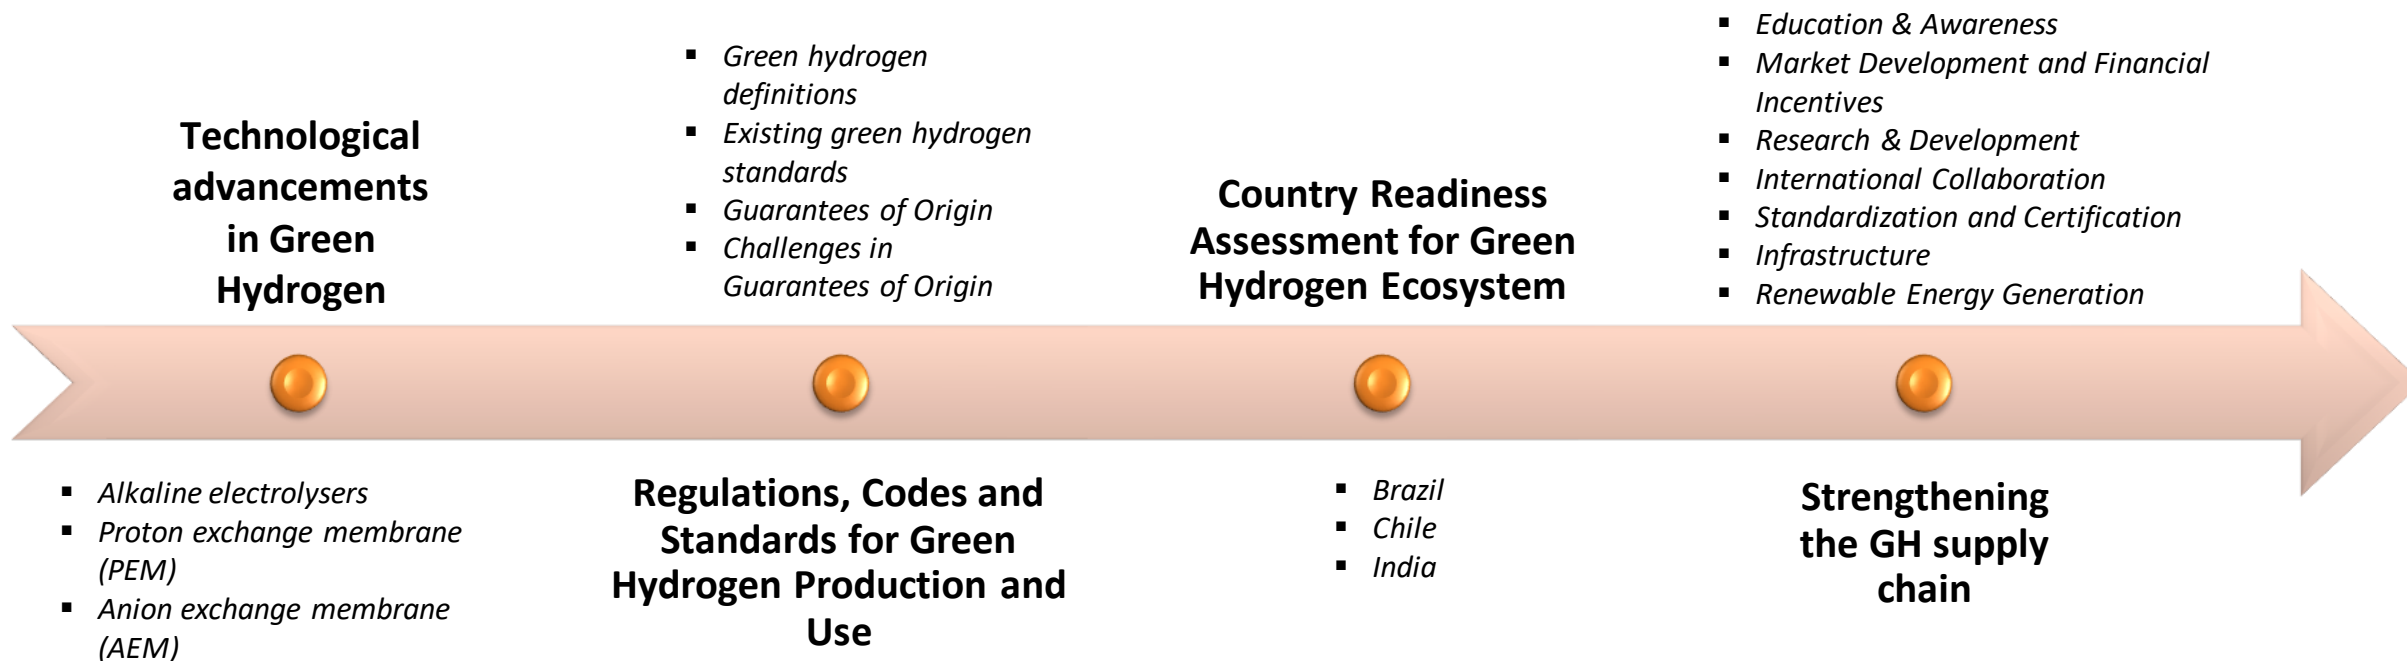 Technological
advancements
in Green
Hydrogen
▪ Alkaline electrolysers
▪ Proton exchange membrane
(PEM)
▪ Anion exchange membrane
(AEM)
▪ Green hydrogen
definitions
▪ Existing green hydrogen
standards
▪ Guarantees of Origin
▪ Challenges in
Guarantees of Origin
Regulations, Codes and
Standards for Green
Hydrogen Production and
Use
Country Readiness
Assessment for Green
Hydrogen Ecosystem
▪ Brazil
▪ Chile
▪ India
▪ Education & Awareness
▪ Market Development and Financial
Incentives
▪ Research & Development
▪ International Collaboration
▪ Standardization and Certification
▪ Infrastructure
▪ Renewable Energy Generation
Strengthening
the GH supply
chain